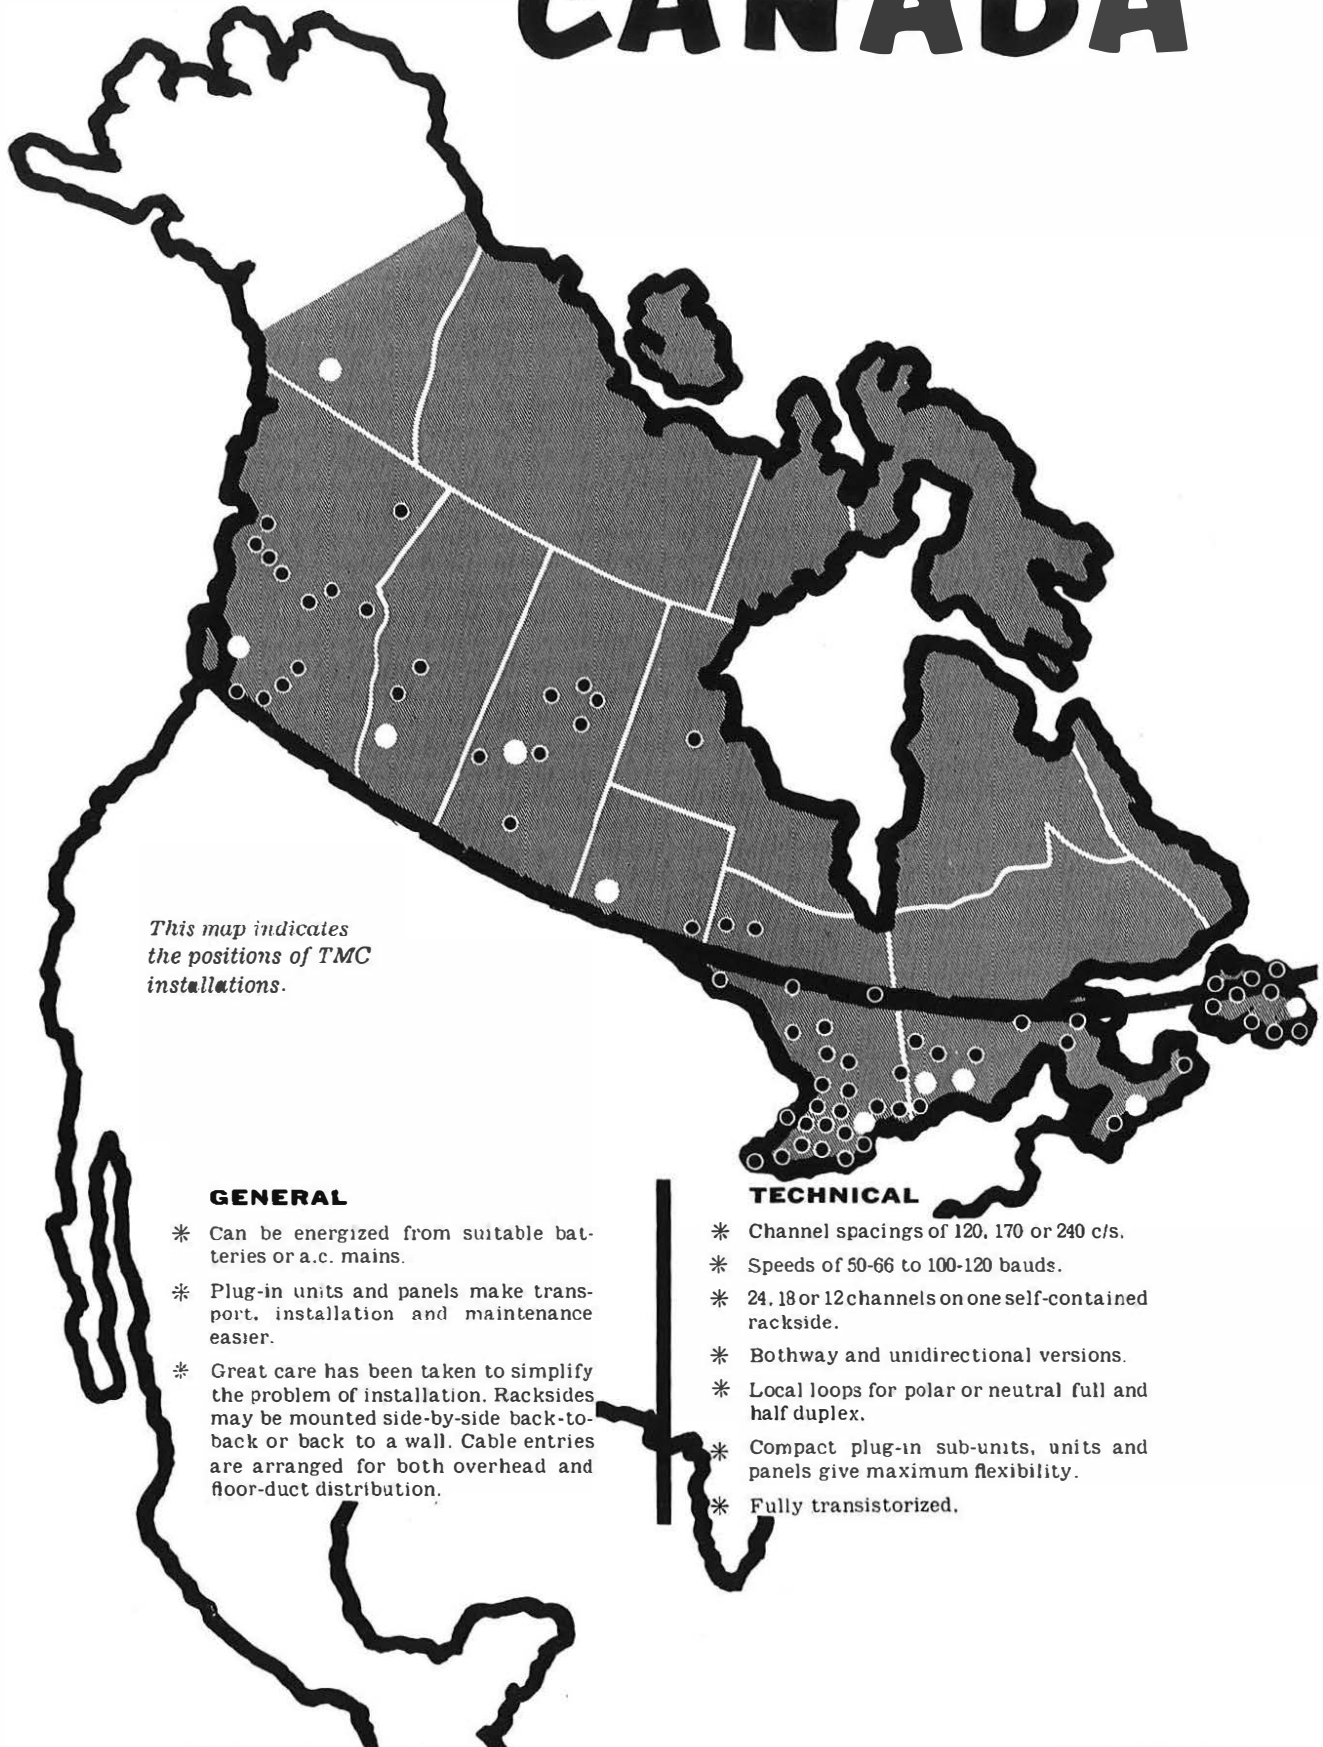 CANADA
This map indicates
the positions of TMC
installations.
GENERAL
* Can be energized from suitable bat-
teries or a.c. mains.
* Plug-in units and panels make trans-
port, installation and maintenance
easier.
* Great care has been taken to simplify
the problem of installation. Racksides
may be mounted side-by-side back-to-
back or back to a wall. Cable entries
are arranged for both overhead and
floor-duct distribution.
TECHNICAL
* Channel spacings of 120, 170 or 240 c/s.
* Speeds of 50-66 to 100-120 bauds.
* 24, 18 or 12 channels on one self-contained
rackside.
* Bothway and unidirectional versions.
* Local loops for polar or neutral full and
half duplex.
* Compact plug-in sub-units, units and
panels give maximum flexibility.
* Fully transistorized.